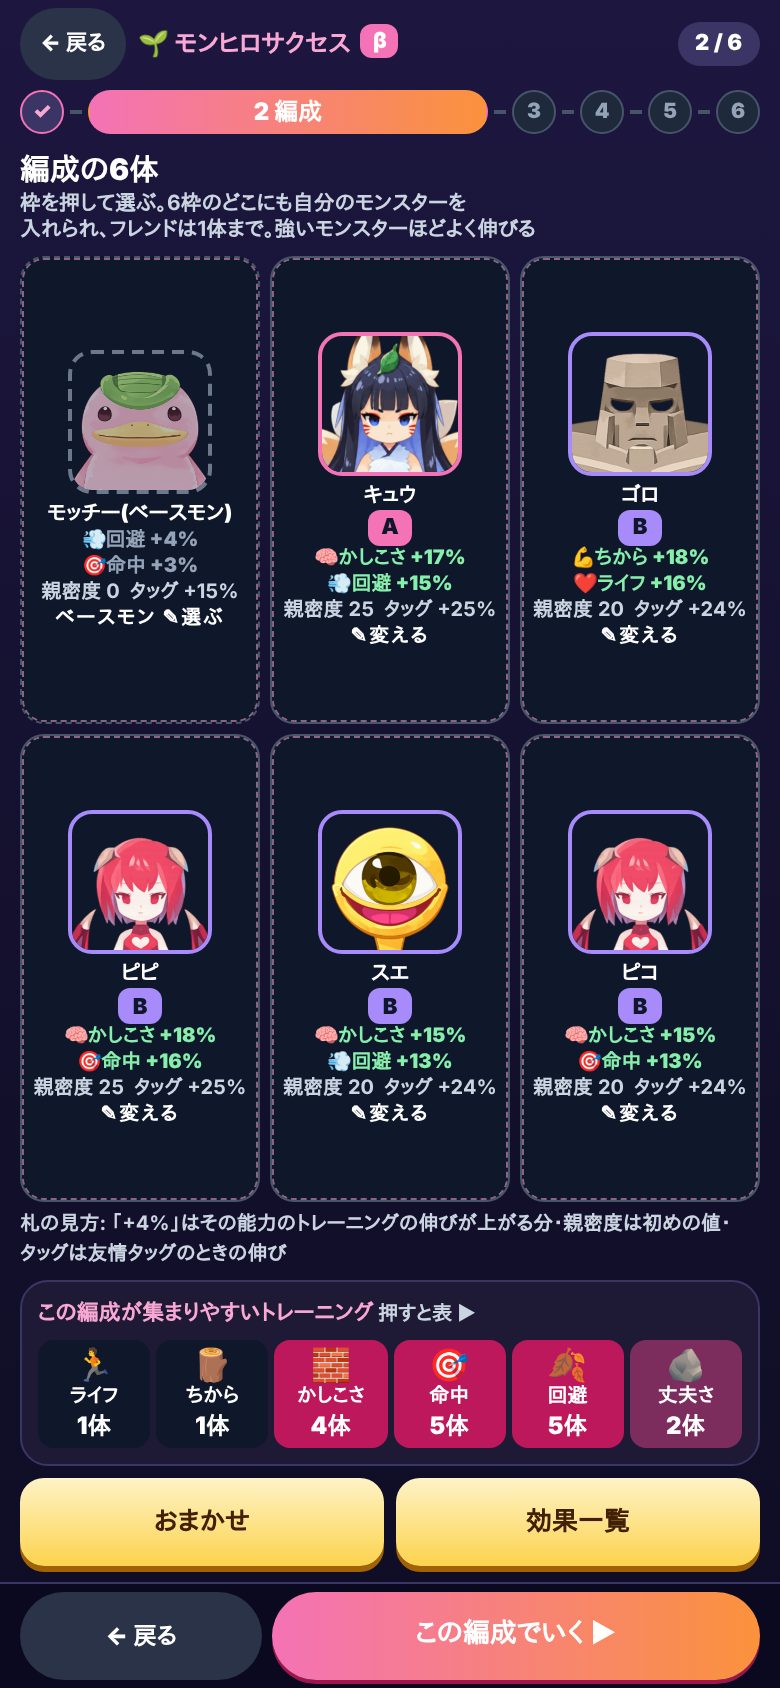 ← 戻る
🌱 モンヒロサクセス β
2 / 6
✓
2 編成
3
4
5
6
編成の6体
枠を押して選ぶ。6枠のどこにも自分のモンスターを
入れられ、フレンドは1体まで。強いモンスターほどよく伸びる
モッチー(ベースモン)
💨回避 +4%
🎯命中 +3%
親密度 0 タッグ +15%
ベースモン ✎選ぶ
キュウ
A
🧠かしこさ +17%
💨回避 +15%
親密度 25 タッグ +25%
✎変える
ゴロ
B
💪ちから +18%
❤️ライフ +16%
親密度 20 タッグ +24%
✎変える
ピピ
B
🧠かしこさ +18%
🎯命中 +16%
親密度 25 タッグ +25%
✎変える
スエ
B
🧠かしこさ +15%
💨回避 +13%
親密度 20 タッグ +24%
✎変える
ピコ
B
🧠かしこさ +15%
🎯命中 +13%
親密度 20 タッグ +24%
✎変える
札の見方: 「+4%」はその能力のトレーニングの伸びが上がる分・親密度は初めの値・
タッグは友情タッグのときの伸び
この編成が集まりやすいトレーニング 押すと表 ▶
ライフ
1体
ちから
1体
かしこさ
4体
命中
5体
回避
5体
丈夫さ
2体
おまかせ
効果一覧
← 戻る
この編成でいく ▶